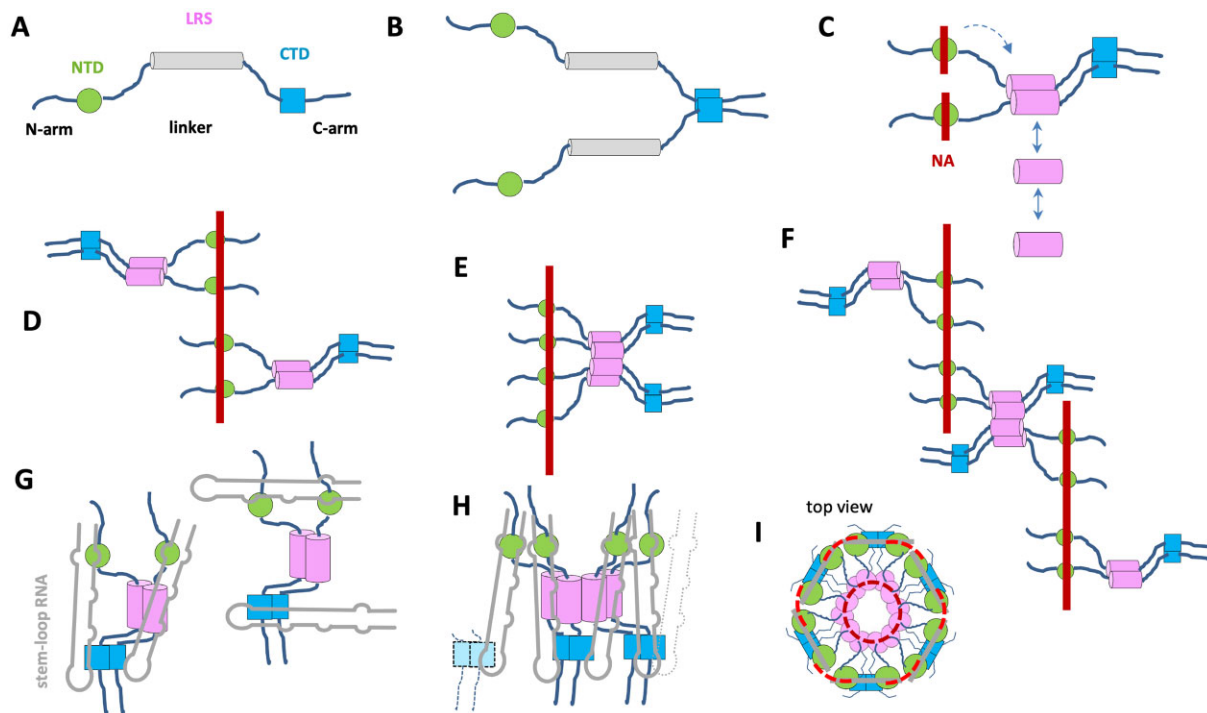 A
LRS
NTD
CTD
N-arm
linker
C-arm
B
C
NA
D
E
F
G
stem-loop RNA
H
top view
I